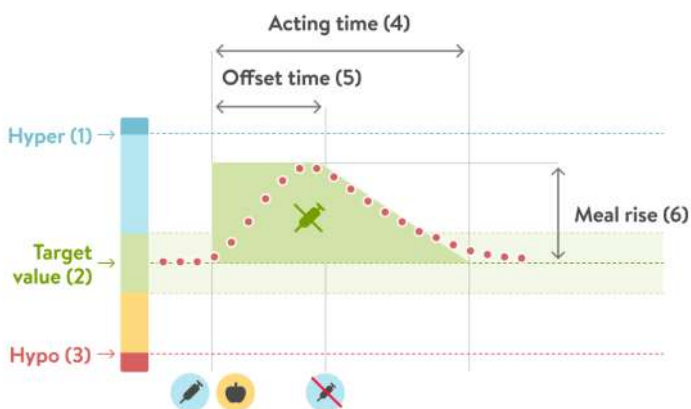 Acting time (4)
Offset time (5)
Hyper (1)
Meal rise (6)
Target
value (2)
Hypo (3)